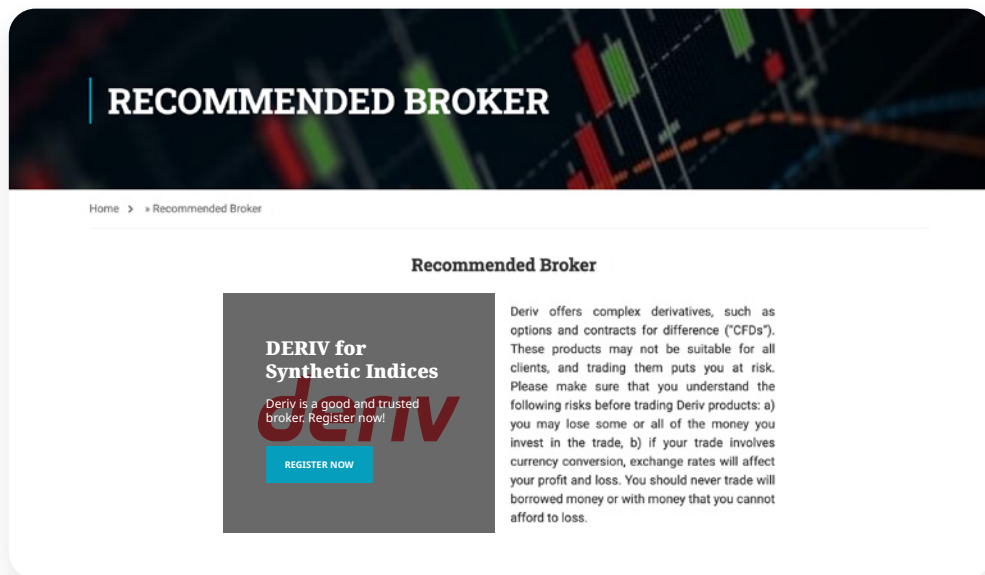 RECOMMENDED BROKER
Home > » Recommended Broker
Recommended Broker
DERIV for
Synthetic Indices
deriv
Deriv is a good and trusted
broker. Register now!
REGISTER NOW
Deriv offers complex derivatives, such as
options and contracts for difference (“CFDs”).
These products may not be suitable for all
clients, and trading them puts you at risk.
Please make sure that you understand the
following risks before trading Deriv products: a)
you may lose some or all of the money you
invest in the trade, b) if your trade involves
currency conversion, exchange rates will affect
your profit and loss. You should never trade will
borrowed money or with money that you cannot
afford to loss.